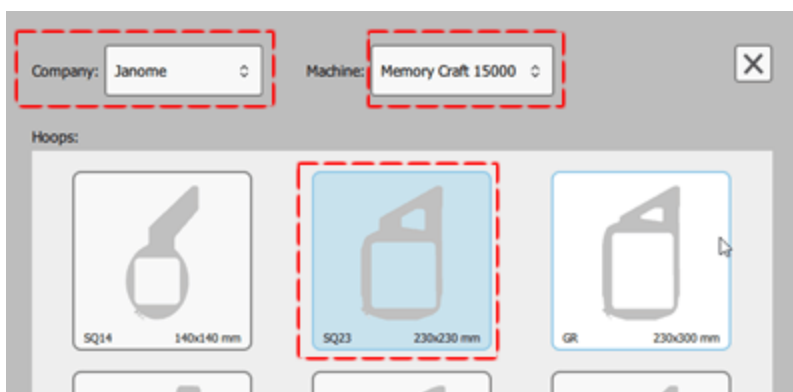 Company: Janome Machine: Memory Craft 15000
Hoops:
SQ14 140x140 mm SQ23 230x230 mm GR 230x300 mm